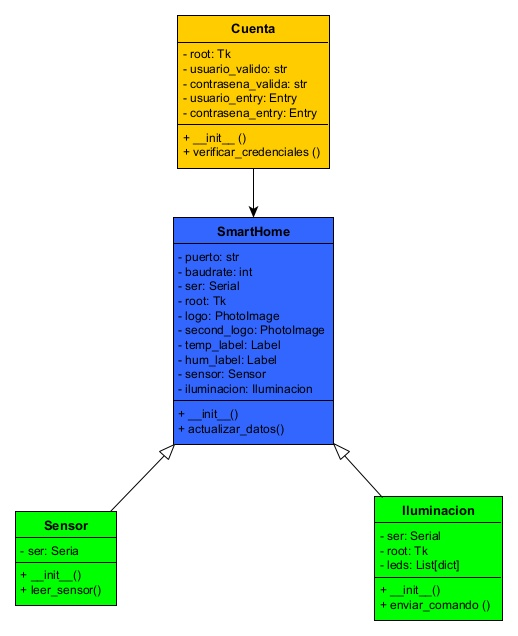 Cuenta
- root: Tk
- usuario_valido: str
- contrasena_valida: str
- usuario_entry: Entry
- contrasena_entry: Entry
+ __init__ ()
+ verificar_credenciales ()
SmartHome
- puerto: str
- baudrate: int
- ser: Serial
- root: Tk
- logo: PhotoImage
- second_logo: PhotoImage
- temp_label: Label
- hum_label: Label
- sensor: Sensor
- iluminacion: Iluminacion
+ __init__()
+ actualizar_datos()
Sensor
- ser: Seria
+ __init__()
+ leer_sensor()
Iluminacion
- ser: Serial
- root: Tk
- leds: List[dict]
+ __init__()
+ enviar_comando ()